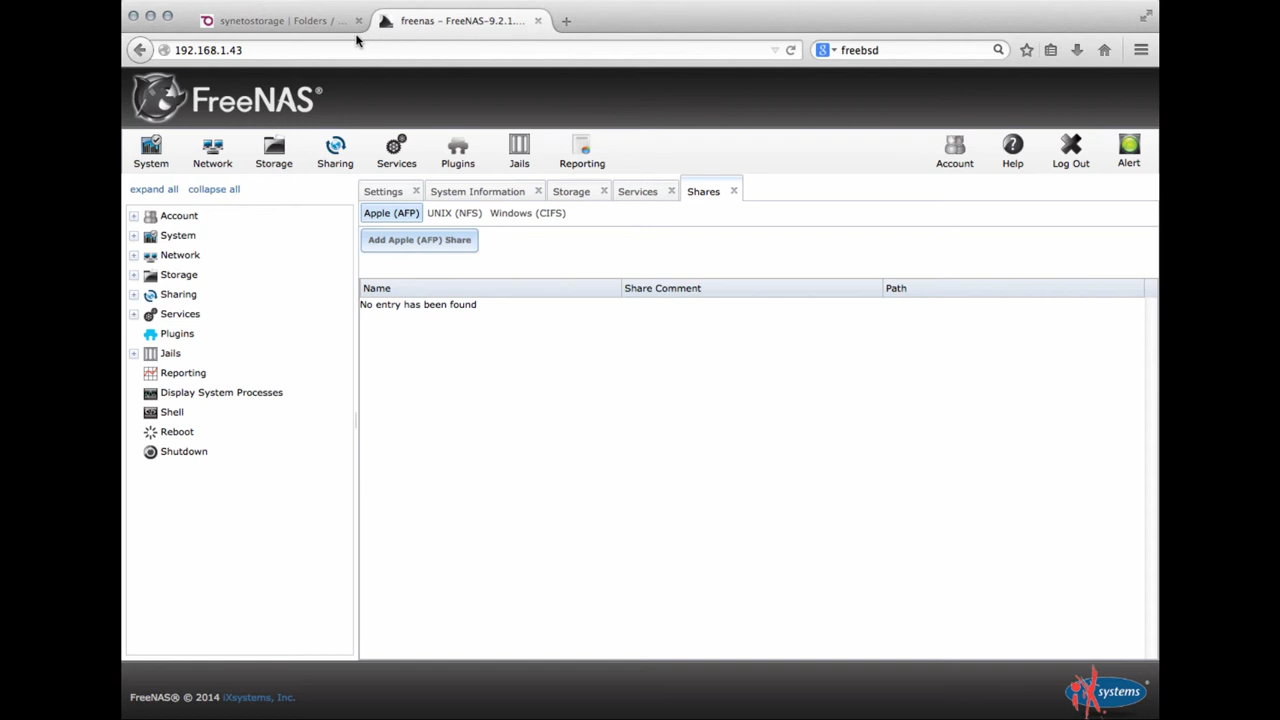 synetostorage | Folders / ...
freenas - FreeNAS-9.2.1....
192.168.1.43
freebsd
FreeNAS®
System
Network
Storage
Sharing
Services
Plugins
Jails
Reporting
Account
Help
Log Out
Alert
expand all
collapse all
Account
System
Network
Storage
Sharing
Services
Plugins
Jails
Reporting
Display System Processes
Shell
Reboot
Shutdown
Settings
System Information
Storage
Services
Shares
Apple (AFP)
UNIX (NFS)
Windows (CIFS)
Add Apple (AFP) Share
Name
Share Comment
Path
No entry has been found
FreeNAS® © 2014 iXsystems, Inc.
iXsystems